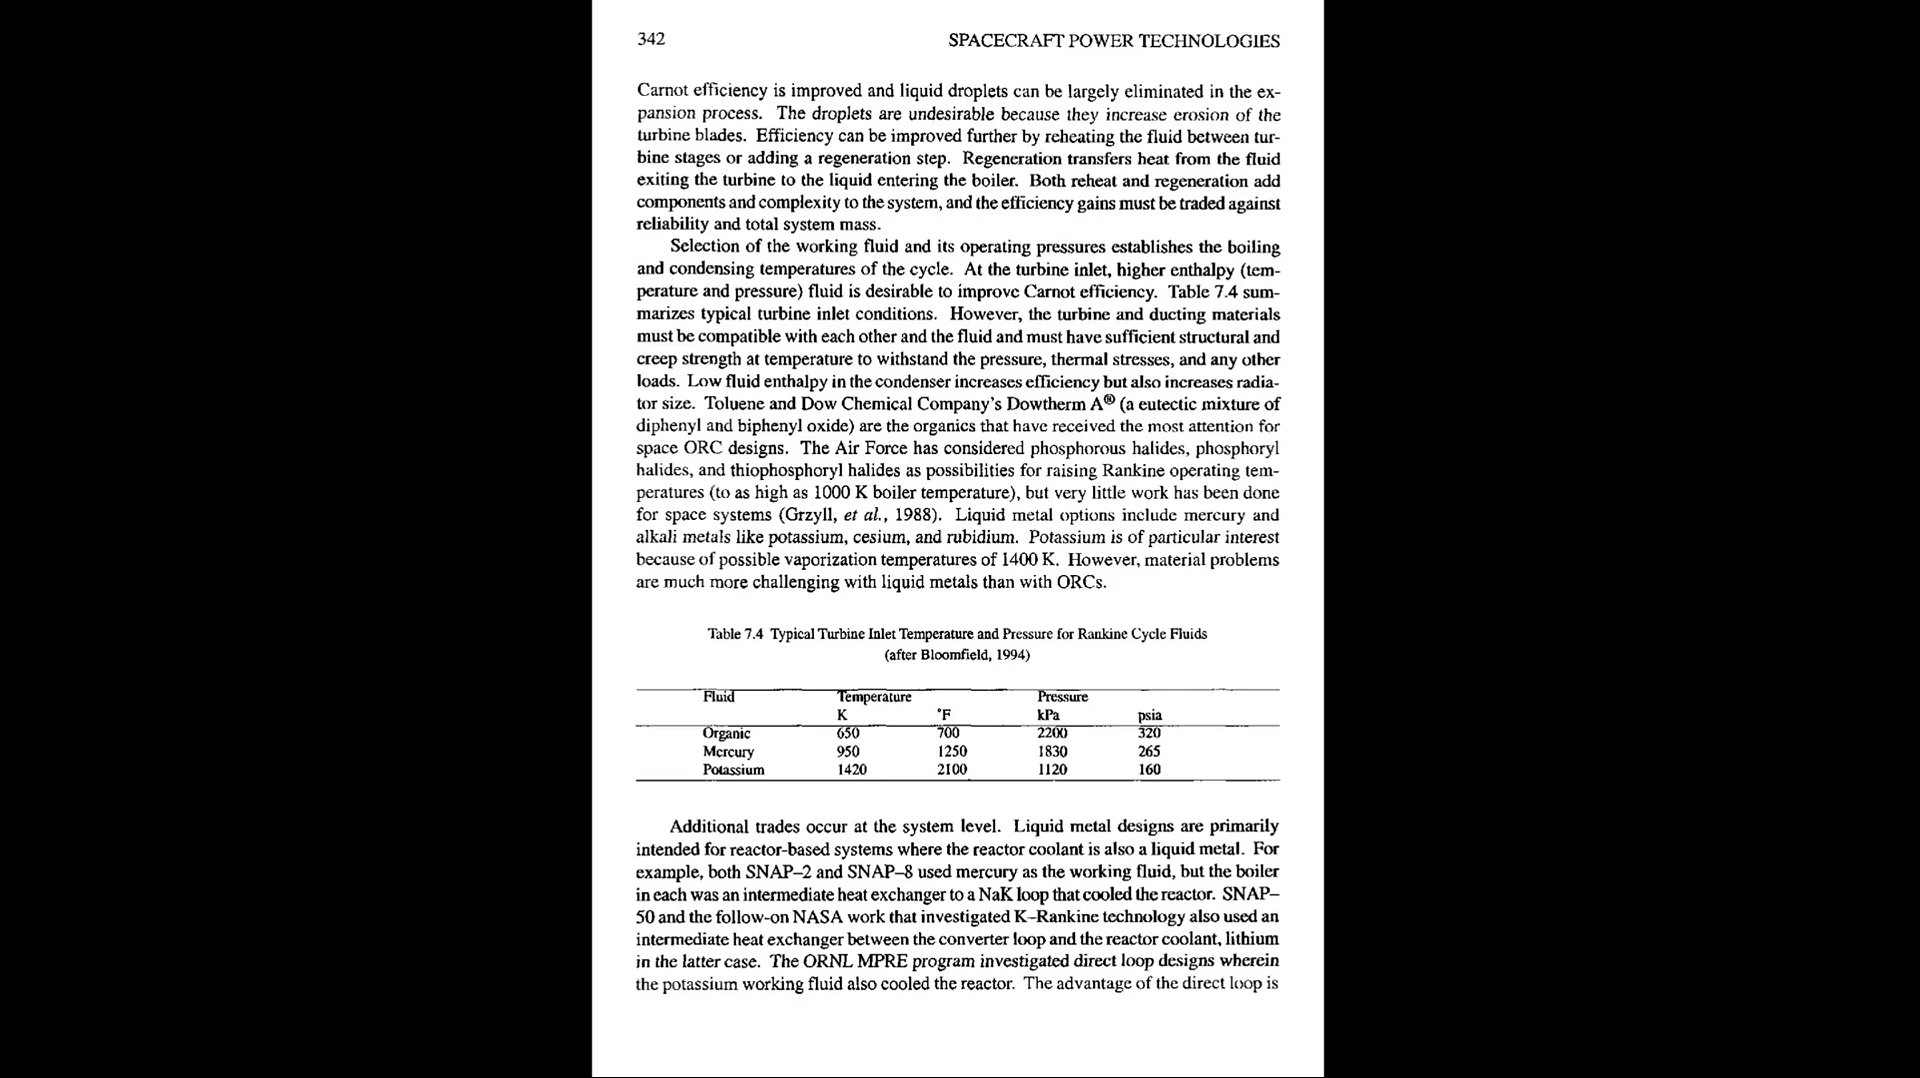 342 SPACECRAFT POWER TECHNOLOGIES
Carnot efficiency is improved and liquid droplets can be largely eliminated in the ex-
pansion process. The droplets are undesirable because they increase erosion of the
turbine blades. Efficiency can be improved further by reheating the fluid between tur-
bine stages or adding a regeneration step. Regeneration transfers heat from the fluid
exiting the turbine to the liquid entering the boiler. Both reheat and regeneration add
components and complexity to the system, and the efficiency gains must be traded against
reliability and total system mass.
Selection of the working fluid and its operating pressures establishes the boiling
and condensing temperatures of the cycle. At the turbine inlet, higher enthalpy (tem-
perature and pressure) fluid is desirable to improve Carnot efficiency. Table 7.4 sum-
marizes typical turbine inlet conditions. However, the turbine and ducting materials
must be compatible with each other and the fluid and must have sufficient structural and
creep strength at temperature to withstand the pressure, thermal stresses, and any other
loads. Low fluid enthalpy in the condenser increases efficiency but also increases radia-
tor size. Toluene and Dow Chemical Company's Dowtherm A® (a eutectic mixture of
diphenyl and biphenyl oxide) are the organics that have received the most attention for
space ORC designs. The Air Force has considered phosphorous halides, phosphoryl
halides, and thiophosphoryl halides as possibilities for raising Rankine operating tem-
peratures (to as high as 1000 K boiler temperature), but very little work has been done
for space systems (Grzyll, et al., 1988). Liquid metal options include mercury and
alkali metals like potassium, cesium, and rubidium. Potassium is of particular interest
because of possible vaporization temperatures of 1400 K. However, material problems
are much more challenging with liquid metals than with ORCs.
Table 7.4 Typical Turbine Inlet Temperature and Pressure for Rankine Cycle Fluids
(after Bloomfield, 1994)
Fluid Temperature Pressure
K °F kPa psia
Organic 650 700 2200 320
Mercury 950 1250 1830 265
Potassium 1420 2100 1120 160
Additional trades occur at the system level. Liquid metal designs are primarily
intended for reactor-based systems where the reactor coolant is also a liquid metal. For
example, both SNAP–2 and SNAP–8 used mercury as the working fluid, but the boiler
in each was an intermediate heat exchanger to a NaK loop that cooled the reactor. SNAP–
50 and the follow-on NASA work that investigated K–Rankine technology also used an
intermediate heat exchanger between the converter loop and the reactor coolant, lithium
in the latter case. The ORNL MPRE program investigated direct loop designs wherein
the potassium working fluid also cooled the reactor. The advantage of the direct loop is